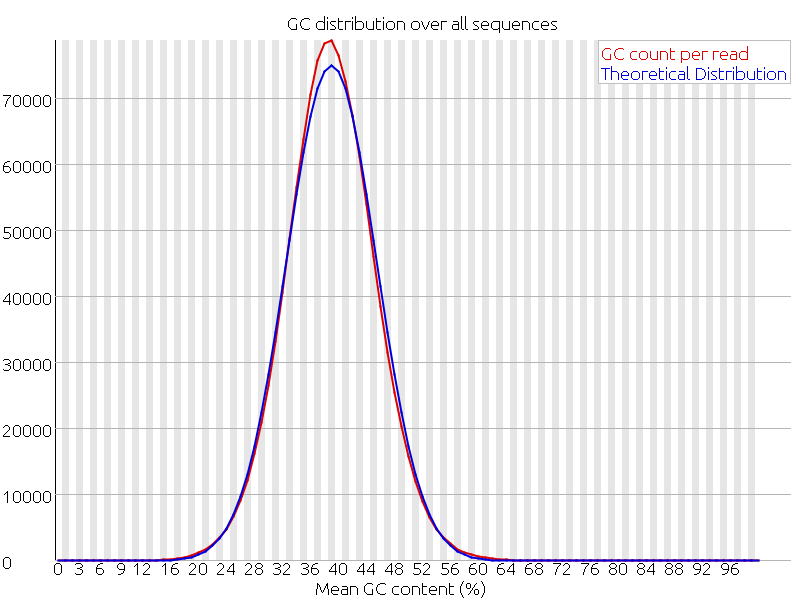 GC distribution over all sequences
GC count per read
Theoretical Distribution
70000
60000
50000
40000
30000
20000
10000
0
0 3 6 9 12 16 20 24 28 32 36 40 44 48 52 56 60 64 68 72 76 80 84 88 92 96
Mean GC content (%)